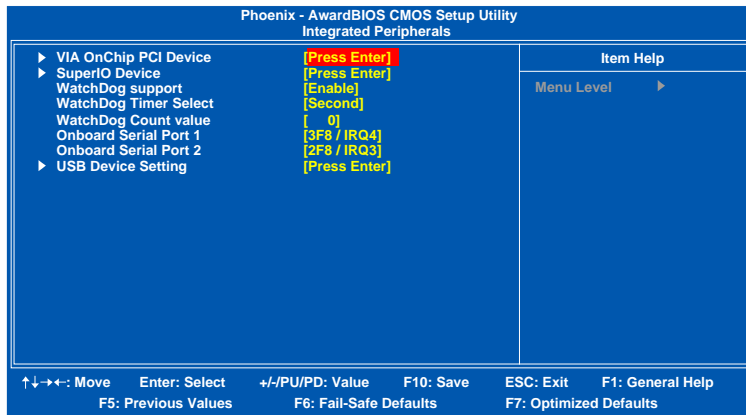 Phoenix - AwardBIOS CMOS Setup Utility
Integrated Peripherals
▶ VIA OnChip PCI Device [Press Enter]
▶ SuperIO Device [Press Enter]
WatchDog support [Enable]
WatchDog Timer Select [Second]
WatchDog Count value [ 0]
Onboard Serial Port 1 [3F8 / IRQ4]
Onboard Serial Port 2 [2F8 / IRQ3]
▶ USB Device Setting [Press Enter]
Item Help
Menu Level ▶
↑↓→←: Move Enter: Select +/-/PU/PD: Value F10: Save ESC: Exit F1: General Help
F5: Previous Values F6: Fail-Safe Defaults F7: Optimized Defaults